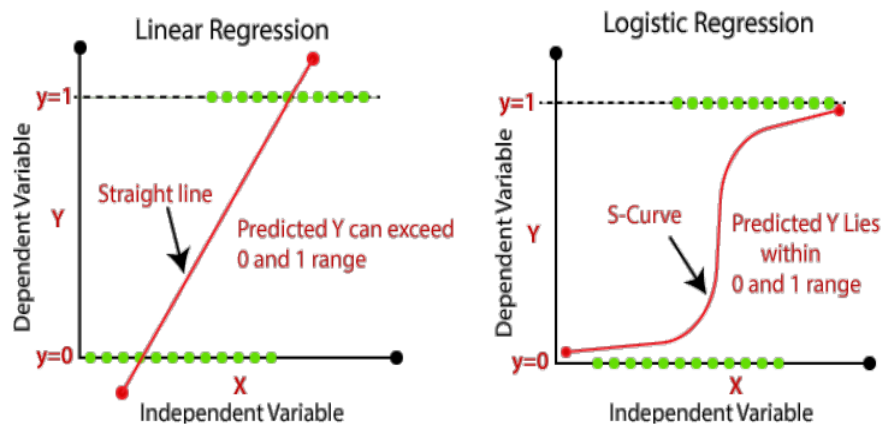 Linear Regression
y=1
Dependent Variable
Y
Straight line
Predicted Y can exceed
0 and 1 range
y=0
X
Independent Variable
Logistic Regression
y=1
Dependent Variable
Y
S-Curve
Predicted Y Lies
within
0 and 1 range
y=0
X
Independent Variable